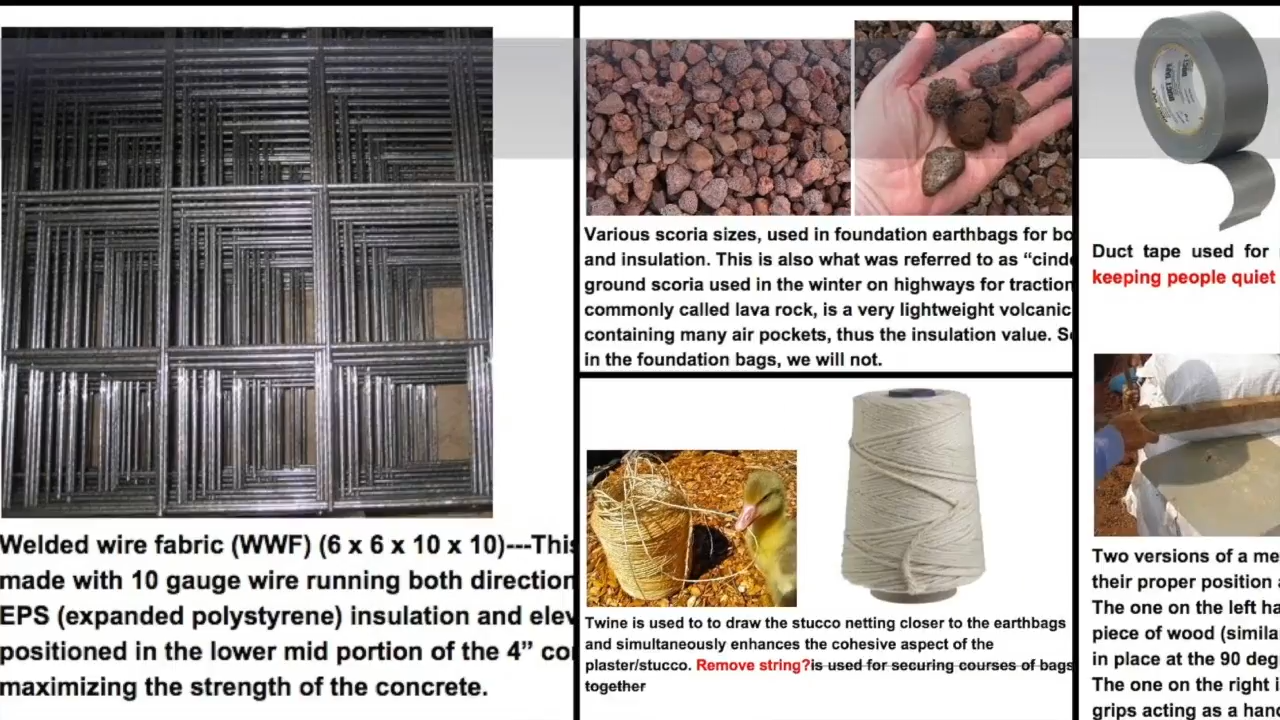 Welded wire fabric (WWF) (6 x 6 x 10 x 10)---This
made with 10 gauge wire running both direction
EPS (expanded polystyrene) insulation and elev
positioned in the lower mid portion of the 4” co
maximizing the strength of the concrete.
Various scoria sizes, used in foundation earthbags for bo
and insulation. This is also what was referred to as “cind
ground scoria used in the winter on highways for traction
commonly called lava rock, is a very lightweight volcanic
containing many air pockets, thus the insulation value. S
in the foundation bags, we will not.
Twine is used to to draw the stucco netting closer to the earthbags
and simultaneously enhances the cohesive aspect of the
plaster/stucco. Remove string?is used for securing courses of bags
together
Duct tape used for
keeping people quiet
Two versions of a me
their proper position a
The one on the left ha
piece of wood (simila
in place at the 90 deg
The one on the right i
grips acting as a hand